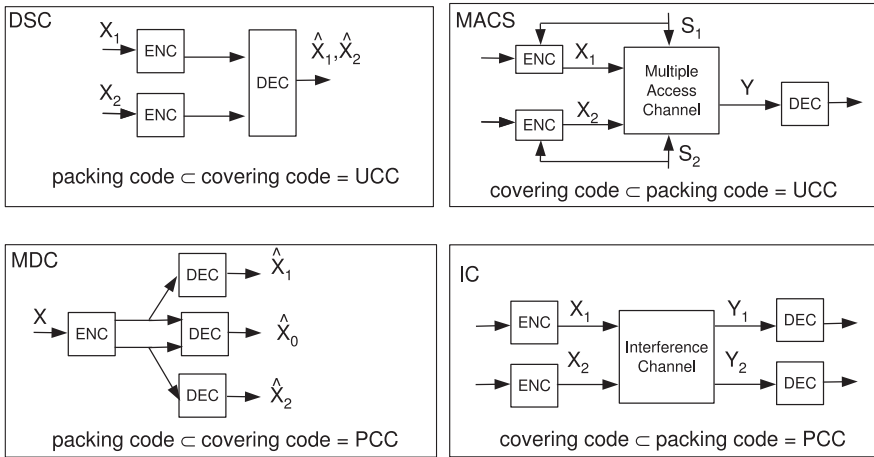 DSC
X1
ENC
X2
ENC
DEC
X̂1,X̂2
packing code ⊂ covering code = UCC
MACS
S1
ENC
X1
Multiple
Access
Channel
Y
DEC
ENC
X2
S2
covering code ⊂ packing code = UCC
MDC
X
ENC
DEC
X̂1
DEC
X̂0
DEC
X̂2
packing code ⊂ covering code = PCC
IC
ENC
X1
Interference
Channel
Y1
DEC
ENC
X2
Y2
DEC
covering code ⊂ packing code = PCC